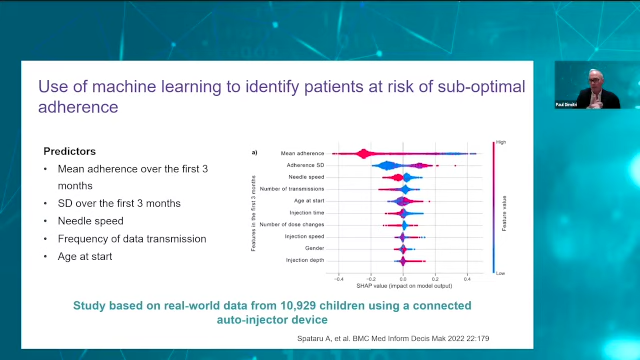 Use of machine learning to identify patients at risk of sub-optimal
adherence
Predictors
• Mean adherence over the first 3
months
• SD over the first 3 months
• Needle speed
• Frequency of data transmission
• Age at start
a)
Features in the first 3 months
Mean adherence
Adherence SD
Needle speed
Number of transmissions
Age at start
Injection time
Number of dose changes
Injection speed
Gender
Injection depth
−0.4 −0.2 0.0 0.2 0.4
SHAP value (impact on model output)
High
Feature value
Low
Study based on real-world data from 10,929 children using a connected
auto-injector device
Spataru A, et al. BMC Med Inform Decis Mak 2022 22:179
Paul Dimitri